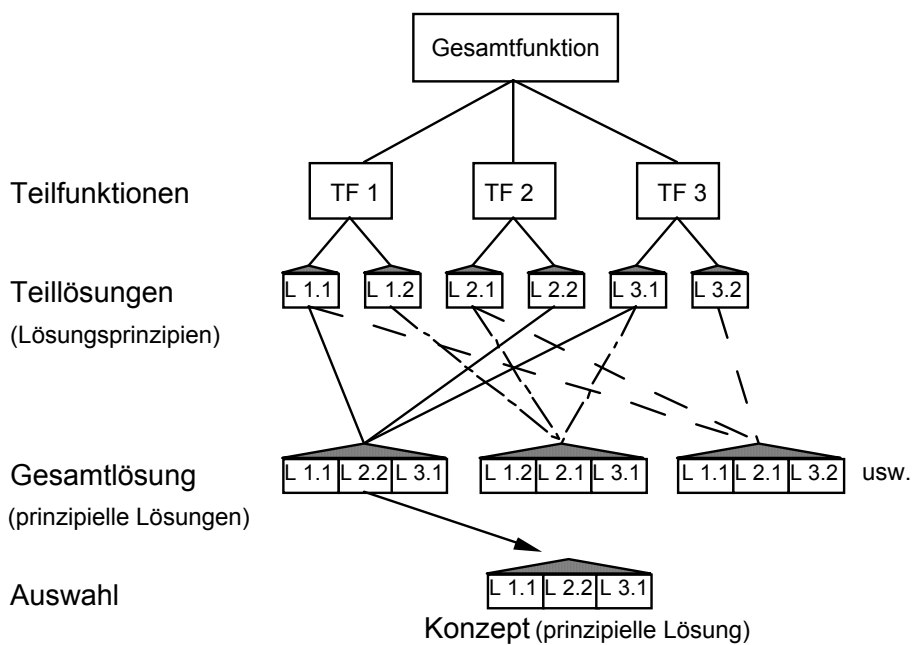 Gesamtfunktion
Teilfunktionen
TF 1
TF 2
TF 3
Teillösungen
(Lösungsprinzipien)
L 1.1
L 1.2
L 2.1
L 2.2
L 3.1
L 3.2
Gesamtlösung
(prinzipielle Lösungen)
L 1.1 L 2.2 L 3.1
L 1.2 L 2.1 L 3.1
L 1.1 L 2.1 L 3.2
usw.
Auswahl
L 1.1 L 2.2 L 3.1
Konzept (prinzipielle Lösung)